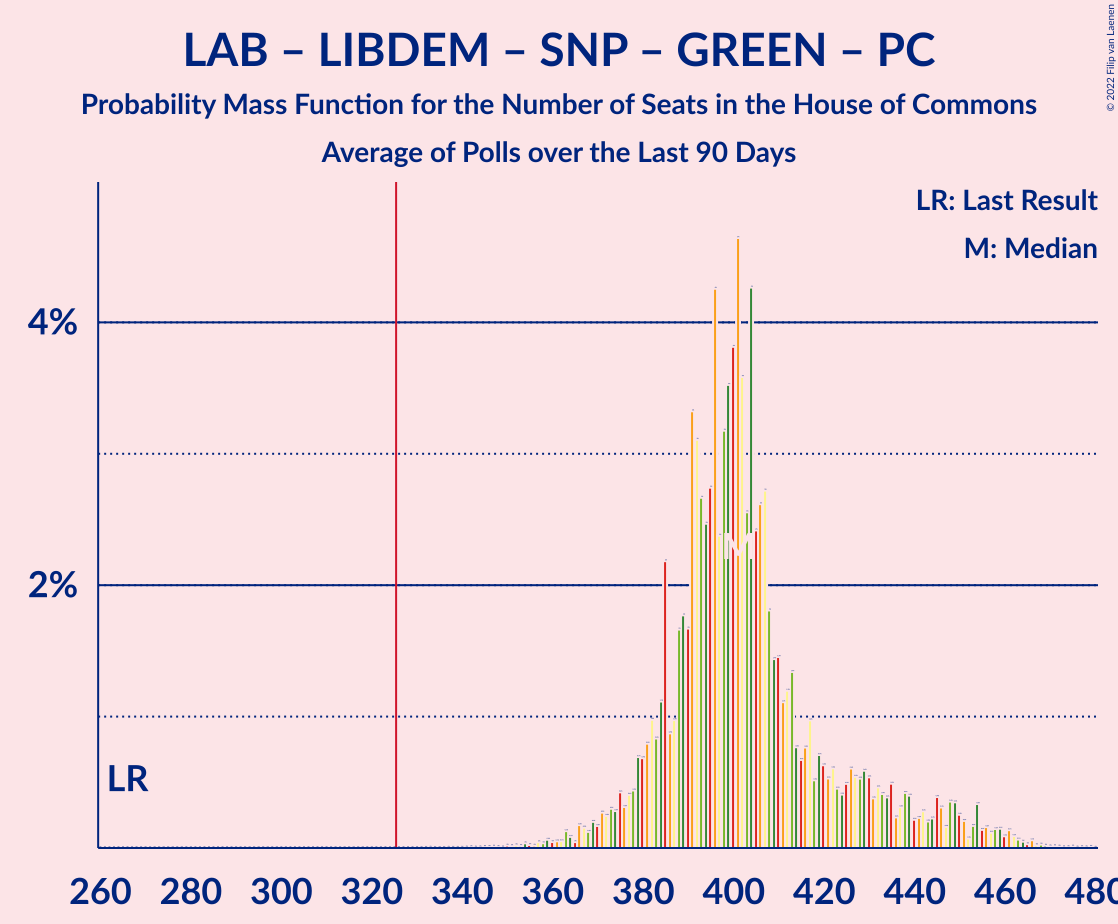 LAB – LIBDEM – SNP – GREEN – PC
Probability Mass Function for the Number of Seats in the House of Commons
Average of Polls over the Last 90 Days
© 2022 Filip van Laenen
LR: Last Result
M: Median
4%
2%
M
LR
260 280 300 320 340 360 380 400 420 440 460 480